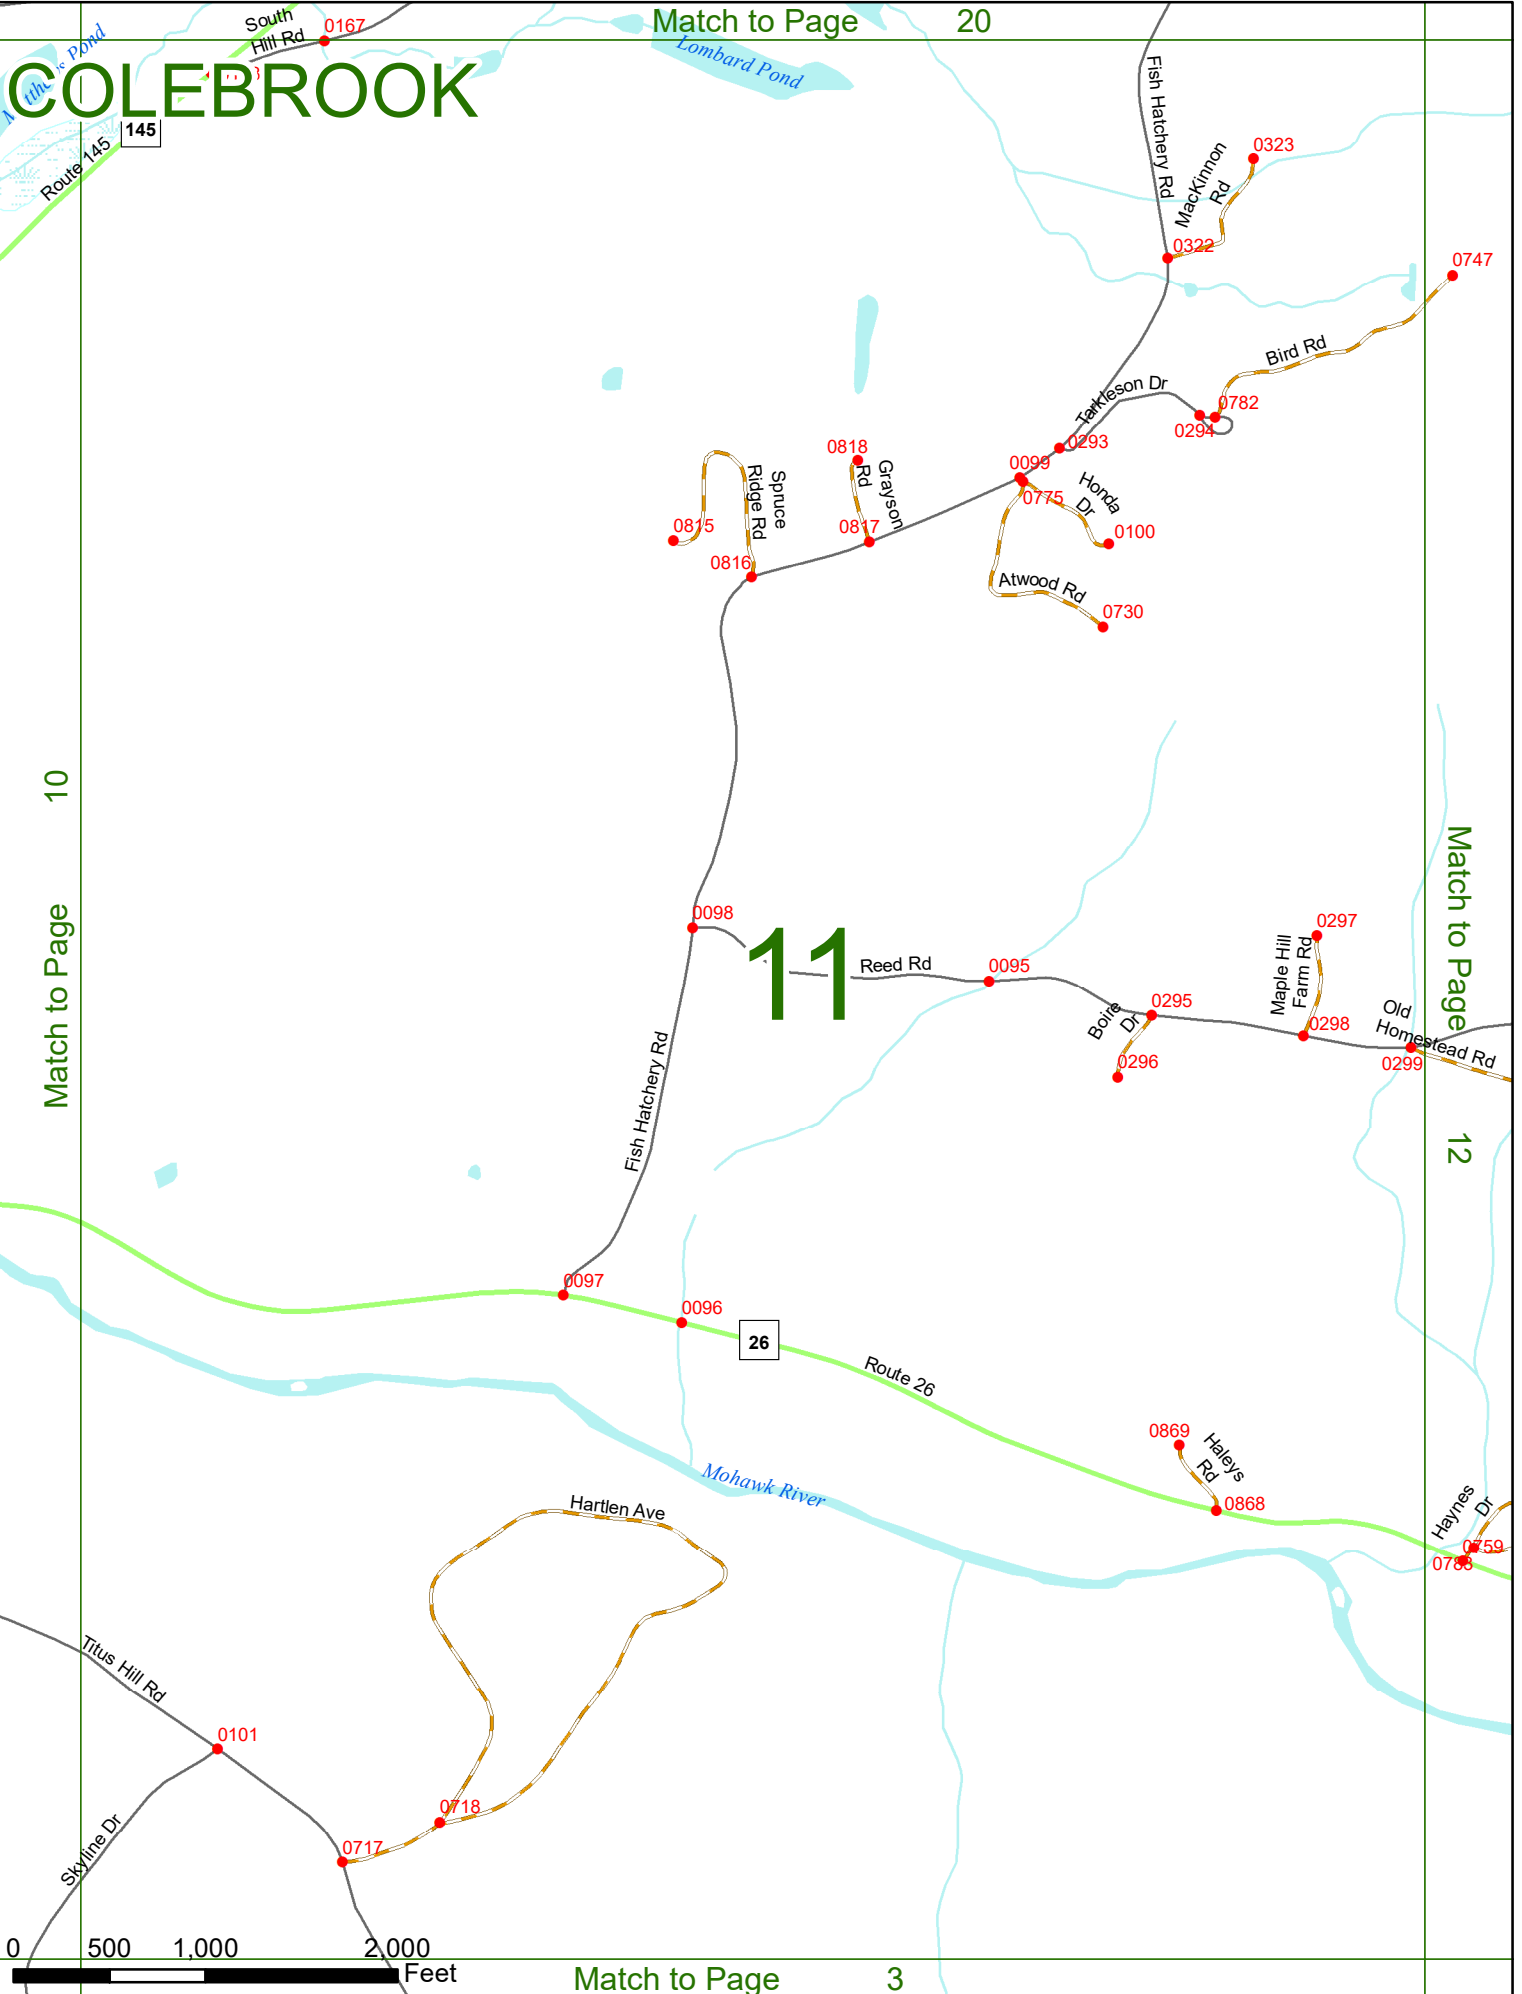 Match to Page 20
South
Hill Rd
0167
Lombard Pond
COLEBROOK
145
Route 145
Fish Hatchery Rd
MacKinnon
Rd
0323
0322
0747
Bird Rd
Tarkleson Dr
0782
0294
0293
0099
0775
Honda
Dr
0100
0818
Grayson
Rd
0817
Spruce
Ridge Rd
0815
0816
Atwood Rd
0730
Match to Page 10
0098
11
Reed Rd
0095
0297
Maple Hill
Farm Rd
Match to Page 12
Boire
Dr
0295
0298
Old
Homestead Rd
0299
0296
Fish Hatchery Rd
0097
0096
26
Route 26
0869
Haleys
Rd
0868
Mohawk River
Haynes
Dr
0759
0783
Hartlen Ave
Titus Hill Rd
0101
0718
0717
Skyline Dr
0 500 1,000 2,000
Feet
Match to Page 3